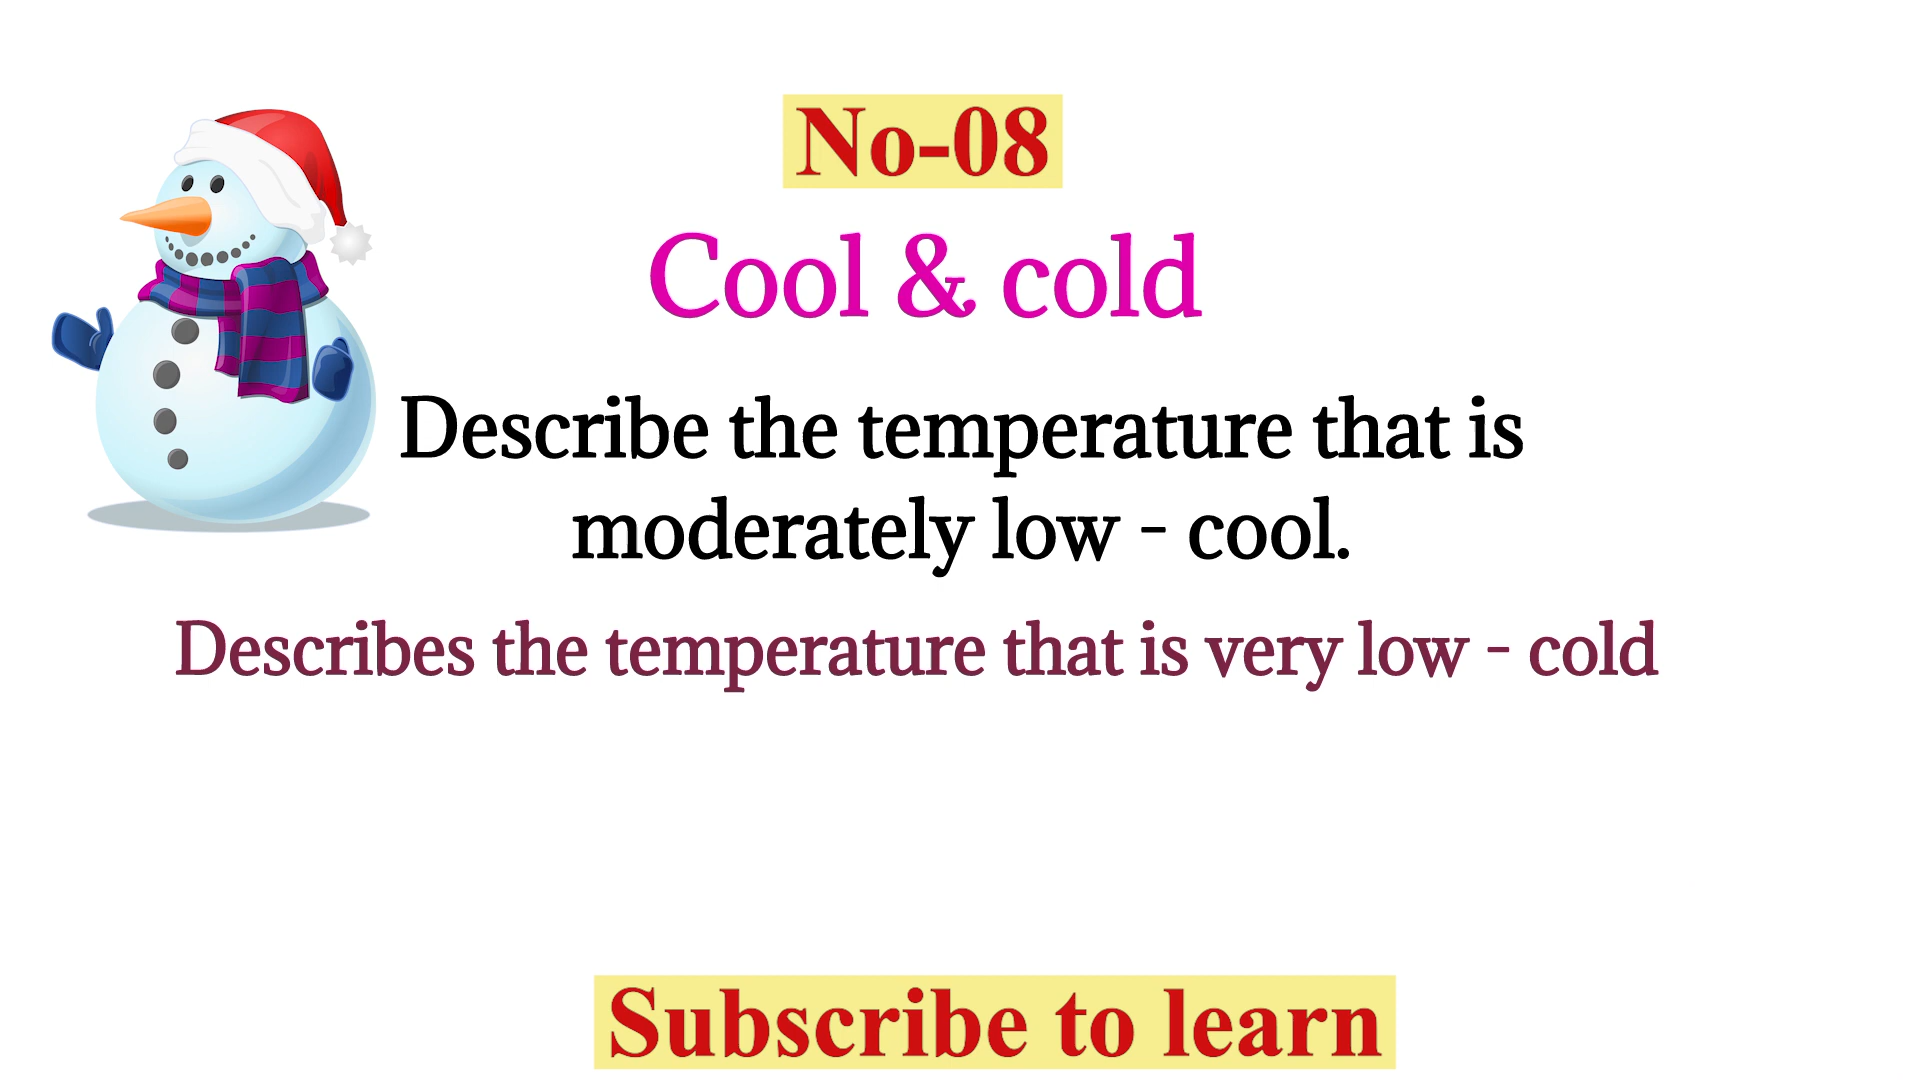 No-08
Cool & cold
Describe the temperature that is
moderately low - cool.
Describes the temperature that is very low - cold
Subscribe to learn